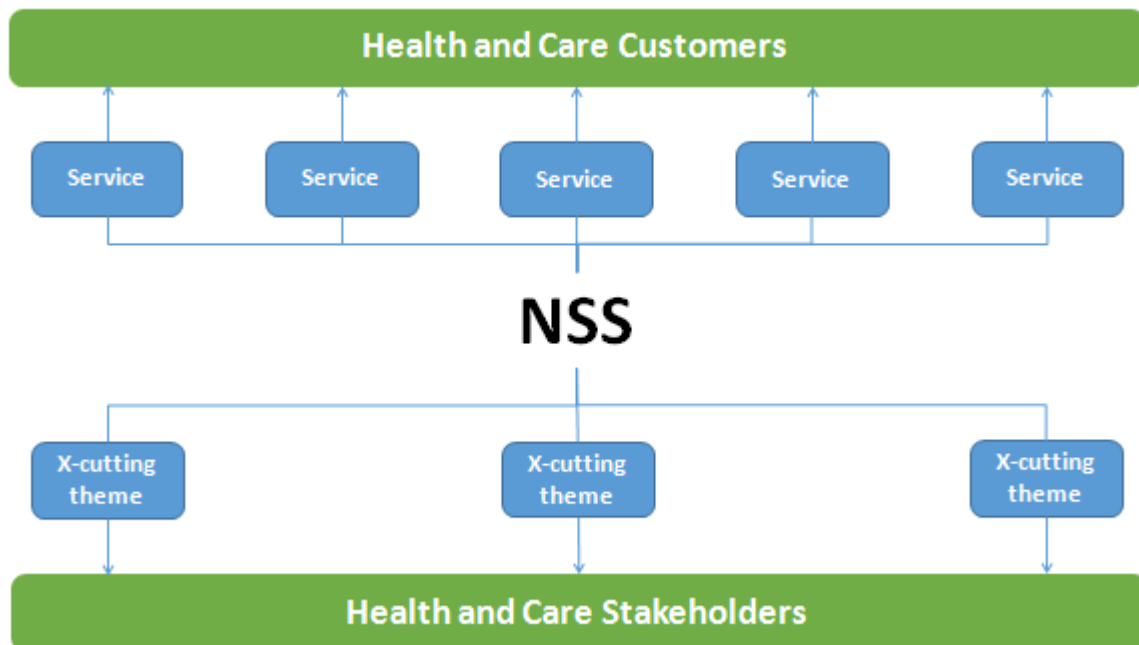 Health and Care Customers
Service
Service
Service
Service
Service
NSS
X-cutting
theme
X-cutting
theme
X-cutting
theme
Health and Care Stakeholders